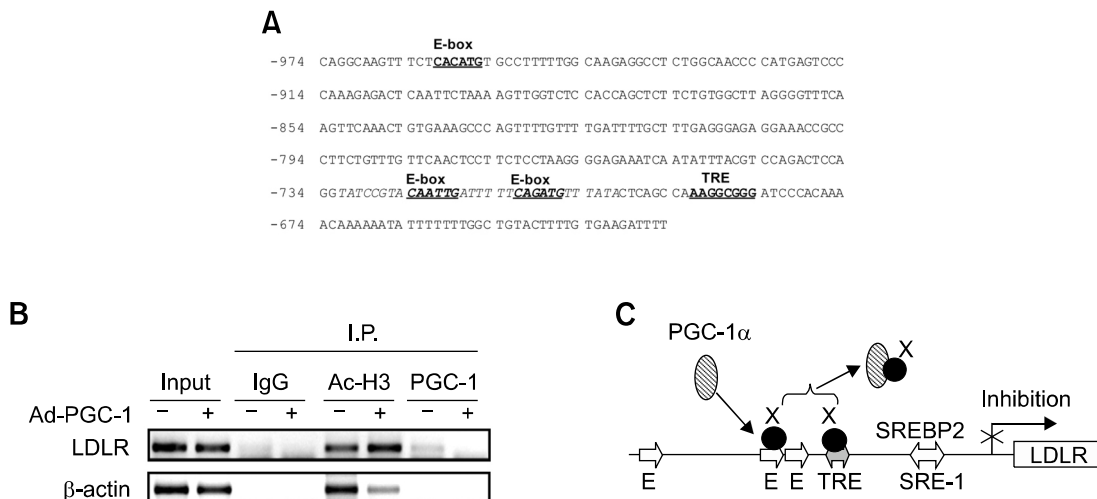 A
E-box
-974 CAGGCAAGTT TCTCACATGT GCCTTTTTGG CAAGAGGCCT CTGGCAACCC CATGAGTCCC
-914 CAAAGAGACT CAATTCTAAA AGTTGGTCTC CACCAGCTCT TCTGTGGCTT AGGGGTTTCA
-854 AGTTCAAACT GTGAAAGCCC AGTTTTGTTT TGATTTTGCT TTGAGGGAGA GGAAACCGCC
-794 CTTCTGTTTG TTCAACTCCT TCTCCTAAGG GGAGAAATCA ATATTTACGT CCAGACTCCA
E-box E-box TRE
-734 GGTATCCGTA CAATTGATTT TTCAGATGTT TATACTCAGC CAAAGGCGGG ATCCCACAAA
-674 ACAAAAAATA TTTTTTTGGC TGTACTTTTG TGAAGATTTT
B
I.P.
Input IgG Ac-H3 PGC-1
Ad-PGC-1 − + − + − + − +
LDLR
β-actin
C
PGC-1α
X
X X
Inhibition
SREBP2
LDLR
E E E TRE SRE-1